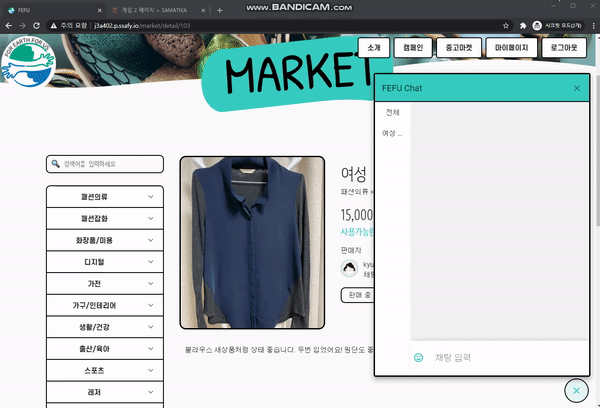 WWW.BANDICAM.COM
FEFU
게임 2 페이지 – SAMATIKA
주의 요함
j3a402.p.ssafy.io/market/detail/103
시크릿 모드(2개)
FOR EARTH FOR US
소개
캠페인
중고마켓
마이페이지
로그아웃
MARKET
FEFU Chat
전체
여성 ...
검색어를 입력하세요
패션의류
패션잡화
화장품/미용
디지털
가전
가구/인테리어
생활/건강
출산/육아
스포츠
레저
여성
패션의류 >
15,000
사용가능한
판매자
kyu
채팅
판매 중
블라우스 새상품처럼 상태 좋습니다. 두번 입었어요! 원단도 좋
채팅 입력